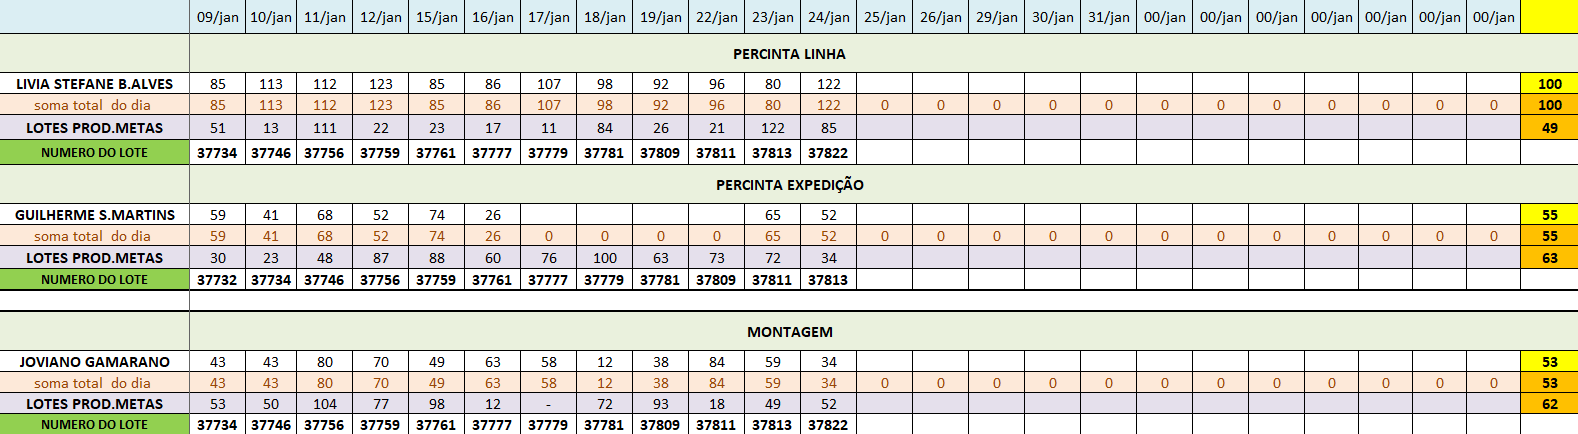 09/jan 10/jan 11/jan 12/jan 15/jan 16/jan 17/jan 18/jan 19/jan 22/jan 23/jan 24/jan 25/jan 26/jan 29/jan 30/jan 31/jan 00/jan 00/jan 00/jan 00/jan 00/jan 00/jan 00/jan
PERCINTA LINHA
LIVIA STEFANE B.ALVES 85 113 112 123 85 86 107 98 92 96 80 122 100
soma total do dia 85 113 112 123 85 86 107 98 92 96 80 122 0 0 0 0 0 0 0 0 0 0 0 0 100
LOTES PROD.METAS 51 13 111 22 23 17 11 84 26 21 122 85 49
NUMERO DO LOTE 37734 37746 37756 37759 37761 37777 37779 37781 37809 37811 37813 37822
PERCINTA EXPEDIÇÃO
GUILHERME S.MARTINS 59 41 68 52 74 26 65 52 55
soma total do dia 59 41 68 52 74 26 0 0 0 0 65 52 0 0 0 0 0 0 0 0 0 0 0 0 55
LOTES PROD.METAS 30 23 48 87 88 60 76 100 63 73 72 34 63
NUMERO DO LOTE 37732 37734 37746 37756 37759 37761 37777 37779 37781 37809 37811 37813
MONTAGEM
JOVIANO GAMARANO 43 43 80 70 49 63 58 12 38 84 59 34 53
soma total do dia 43 43 80 70 49 63 58 12 38 84 59 34 0 0 0 0 0 0 0 0 0 0 0 0 53
LOTES PROD.METAS 53 50 104 77 98 12 - 72 93 18 49 52 62
NUMERO DO LOTE 37734 37746 37756 37759 37761 37777 37779 37781 37809 37811 37813 37822